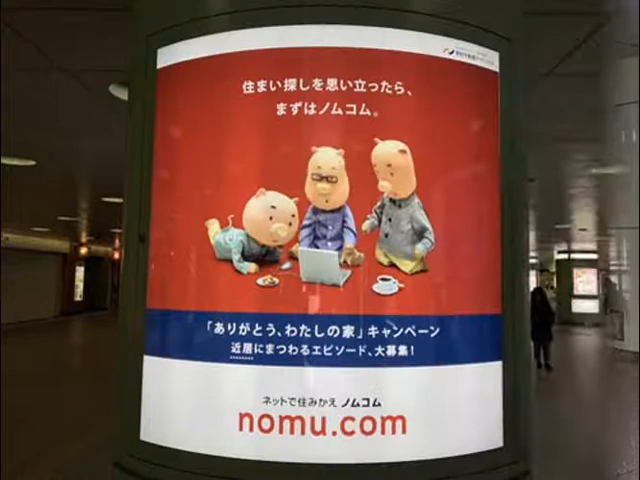 住まい探しを思い立ったら、
まずはノムコム。
「ありがとう、わたしの家」キャンペーン
近居にまつわるエピソード、大募集!
ネットで住みかえ ノムコム
nomu.com